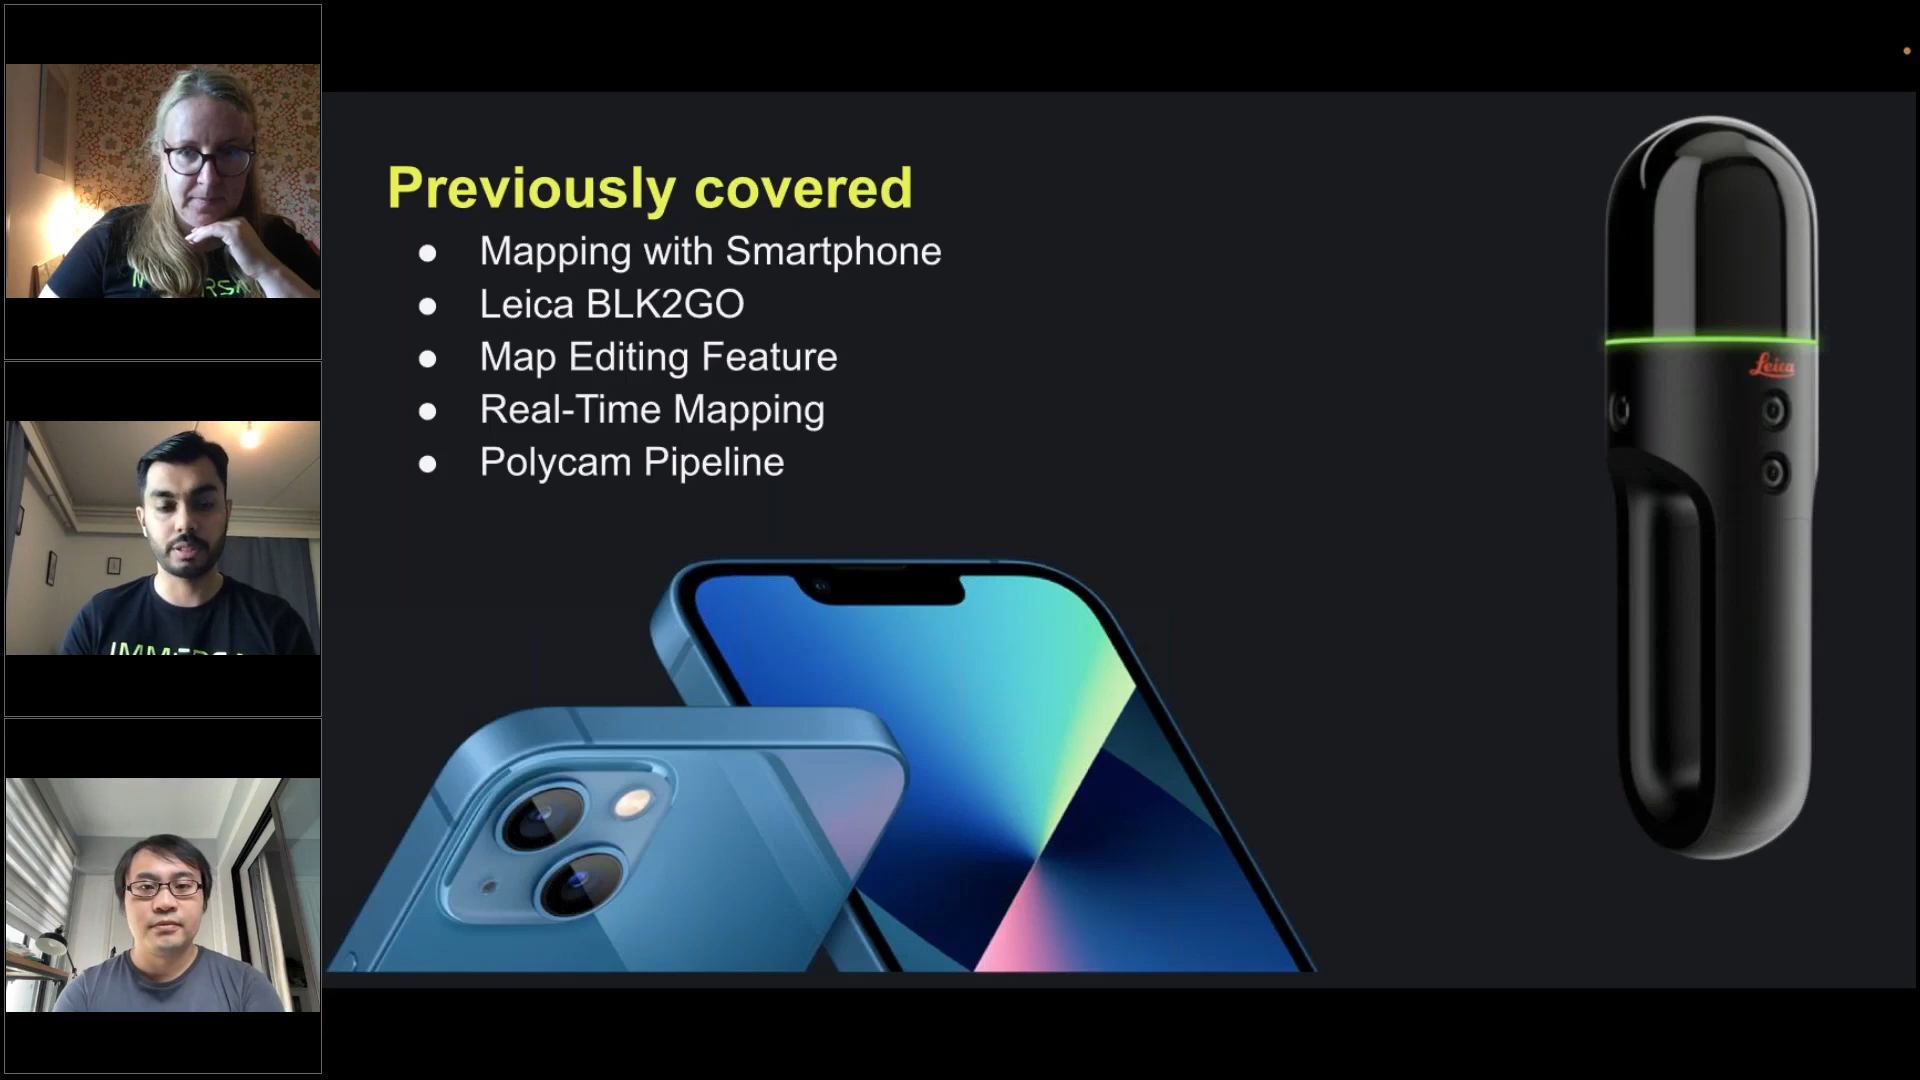 Previously covered
● Mapping with Smartphone
● Leica BLK2GO
● Map Editing Feature
● Real-Time Mapping
● Polycam Pipeline
Leica